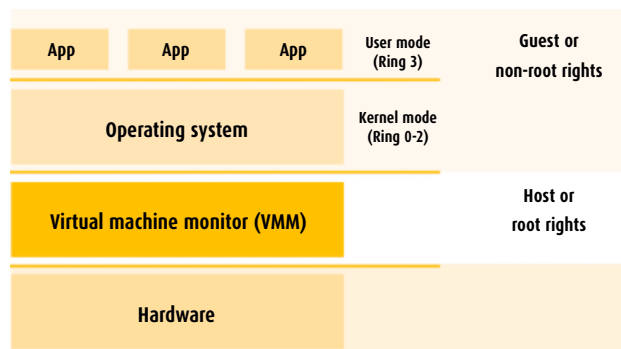 App App App
User mode
(Ring 3)
Guest or
non-root rights
Operating system
Kernel mode
(Ring 0-2)
Virtual machine monitor (VMM)
Host or
root rights
Hardware